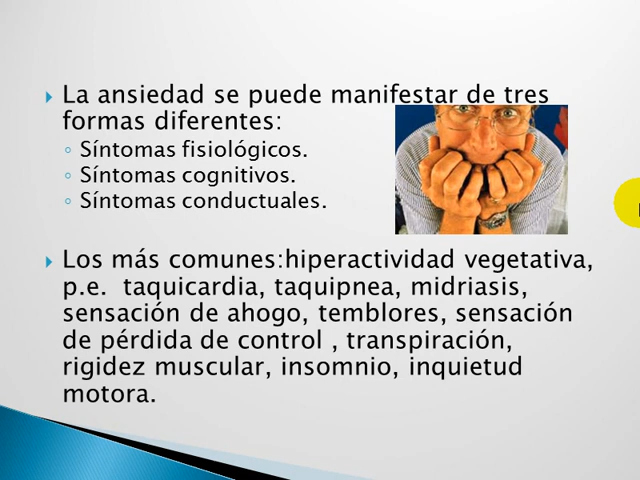 La ansiedad se puede manifestar de tres
formas diferentes:
Síntomas fisiológicos.
Síntomas cognitivos.
Síntomas conductuales.
Los más comunes:hiperactividad vegetativa,
p.e. taquicardia, taquipnea, midriasis,
sensación de ahogo, temblores, sensación
de pérdida de control , transpiración,
rigidez muscular, insomnio, inquietud
motora.